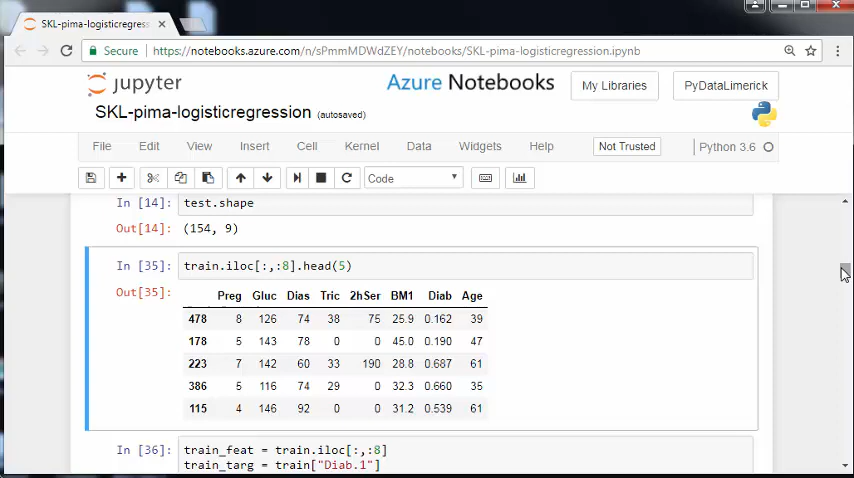 SKL-pima-logisticregress
Secure https://notebooks.azure.com/n/sPmmMDWdZEY/notebooks/SKL-pima-logisticregression.ipynb
jupyter Azure Notebooks My Libraries PyDataLimerick
SKL-pima-logisticregression (autosaved)
File Edit View Insert Cell Kernel Data Widgets Help Not Trusted Python 3.6
Code
In [14]: test.shape
Out[14]: (154, 9)
In [35]: train.iloc[:,:8].head(5)
Out[35]:
Preg Gluc Dias Tric 2hSer BM1 Diab Age
478 8 126 74 38 75 25.9 0.162 39
178 5 143 78 0 0 45.0 0.190 47
223 7 142 60 33 190 28.8 0.687 61
386 5 116 74 29 0 32.3 0.660 35
115 4 146 92 0 0 31.2 0.539 61
In [36]: train_feat = train.iloc[:,:8]
train_targ = train["Diab.1"]